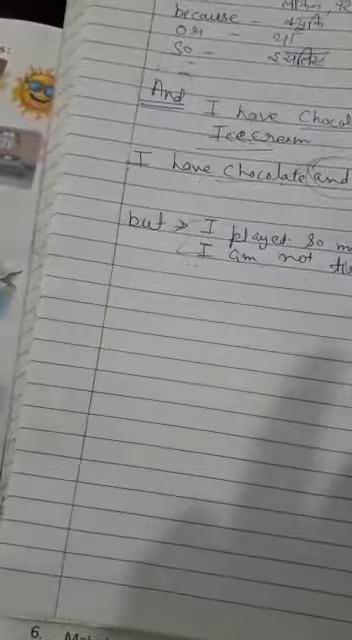 because - क्यूंकि
or - या
so - इसलिए
And I have Chocol
Icecream
I have chocolate and
but > I played so m
I am not
6.